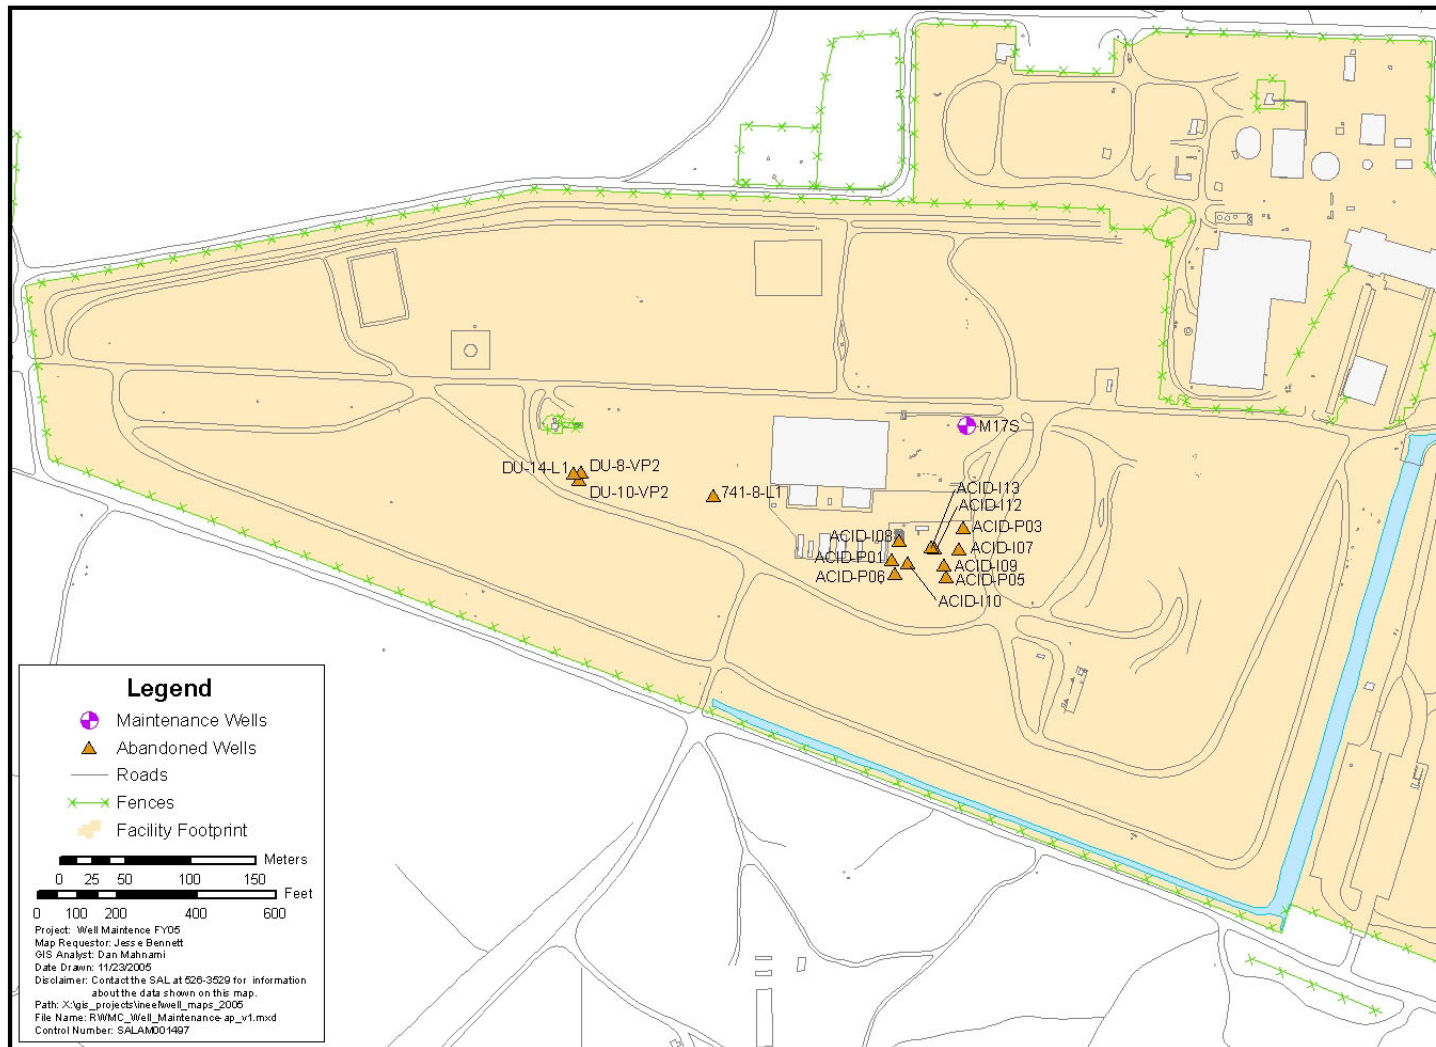 M17S
DU-14-L1
DU-8-VP2
DU-10-VP2
741-8-L1
ACID-I13
ACID-I12
ACID-P03
ACID-I08
ACID-I07
ACID-P01
ACID-I09
ACID-P06
ACID-P05
ACID-I10
Legend
Maintenance Wells
Abandoned Wells
Roads
Fences
Facility Footprint
Meters
0 25 50 100 150
Feet
0 100 200 400 600
Project: Well Maintence FY05
Map Requestor: Jesse Bennett
GIS Analyst: Dan Mahnami
Date Drawn: 11/23/2005
Disclaimer: Contact the SAL at 526-3529 for information
about the data shown on this map.
Path: X:\gis_projects\ineel\well_maps_2005
File Name: RWMC_Well_Maintenance-ap_v1.mxd
Control Number: SALAM001497